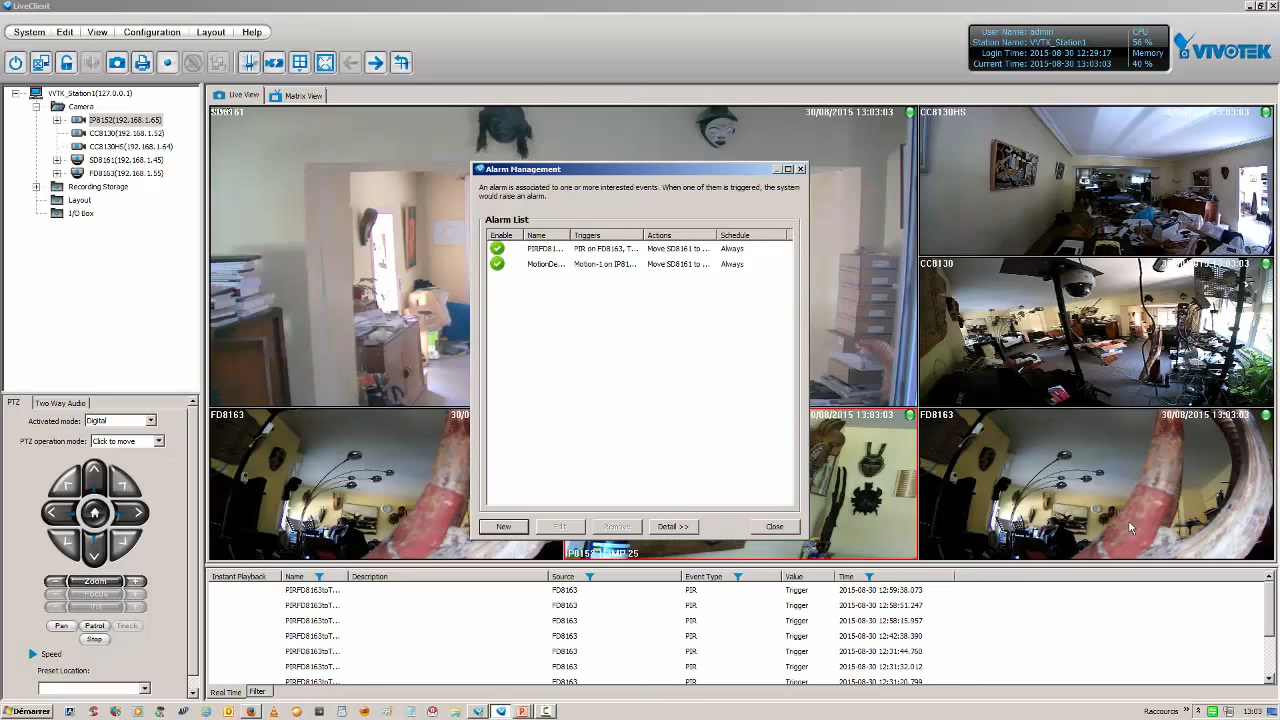 LiveClient
System Edit View Configuration Layout Help
User Name: admin
Station Name: VVTK_Station1
Login Time: 2015-08-30 12:29:17
Current Time: 2015-08-30 13:03:03
CPU
56 %
Memory
40 %
VIVOTEK
VVTK_Station1(127.0.0.1)
Camera
IP8152(192.168.1.65)
CC8130(192.168.1.52)
CC8130HS(192.168.1.64)
SD8161(192.168.1.45)
FD8163(192.168.1.55)
Recording Storage
Layout
I/O Box
Live View Matrix View
SD8161 30/08/2015 13:03:03
CC8130HS 30/08/2015 13:03:03
CC8130 30/08/2015 13:03:03
FD8163
FD8163 30/08/2015 13:03:03
Alarm Management
An alarm is associated to one or more interested events. When one of them is triggered, the system
would raise an alarm.
Alarm List
Enable Name Triggers Actions Schedule
PIRFD81... PIR on FD8163, T... Move SD8161 to ... Always
MotionDe... Motion-1 on IP81... Move SD8161 to ... Always
New Edit Remove Detail >> Close
PTZ Two Way Audio
Activated mode: Digital
PTZ operation mode: Click to move
Zoom
Focus
Iris
Pan Patrol Track
Stop
Speed
Preset Location:
Instant Playback Name Description Source Event Type Value Time
PIRFD8163toT... FD8163 PIR Trigger 2015-08-30 12:59:38.073
PIRFD8163toT... FD8163 PIR Trigger 2015-08-30 12:58:51.247
PIRFD8163toT... FD8163 PIR Trigger 2015-08-30 12:58:15.957
PIRFD8163toT... FD8163 PIR Trigger 2015-08-30 12:42:38.390
PIRFD8163toT... FD8163 PIR Trigger 2015-08-30 12:31:44.760
PIRFD8163toT... FD8163 PIR Trigger 2015-08-30 12:31:32.012
PIRFD8163toT... FD8163 PIR Trigger 2015-08-30 12:31:20.799
Real Time Filter
Démarrer
Raccourcis
13:03